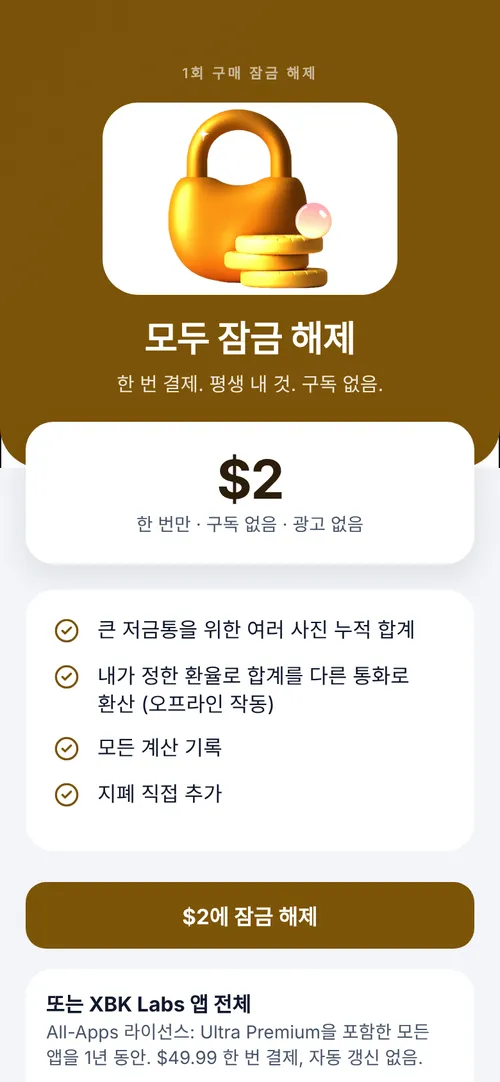 1회 구매 잠금 해제
모두 잠금 해제
한 번 결제. 평생 내 것. 구독 없음.
$2
한 번만 · 구독 없음 · 광고 없음
큰 저금통을 위한 여러 사진 누적 합계
내가 정한 환율로 합계를 다른 통화로
환산 (오프라인 작동)
모든 계산 기록
지폐 직접 추가
$2에 잠금 해제
또는 XBK Labs 앱 전체
All-Apps 라이선스: Ultra Premium을 포함한 모든
앱을 1년 동안. $49.99 한 번 결제, 자동 갱신 없음.